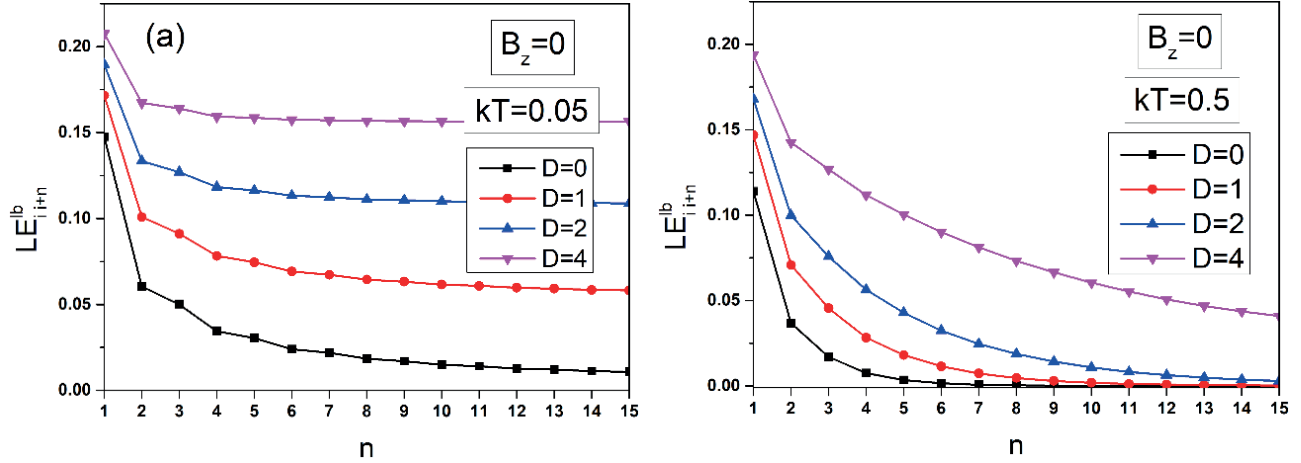 (a)
B_z=0
kT=0.05
D=0
D=1
D=2
D=4
0.20
0.15
0.10
0.05
0.00
LE^{lb}_{i i+n}
1 2 3 4 5 6 7 8 9 10 11 12 13 14 15
n
B_z=0
kT=0.5
D=0
D=1
D=2
D=4
0.20
0.15
0.10
0.05
0.00
LE^{lb}_{i i+n}
1 2 3 4 5 6 7 8 9 10 11 12 13 14 15
n